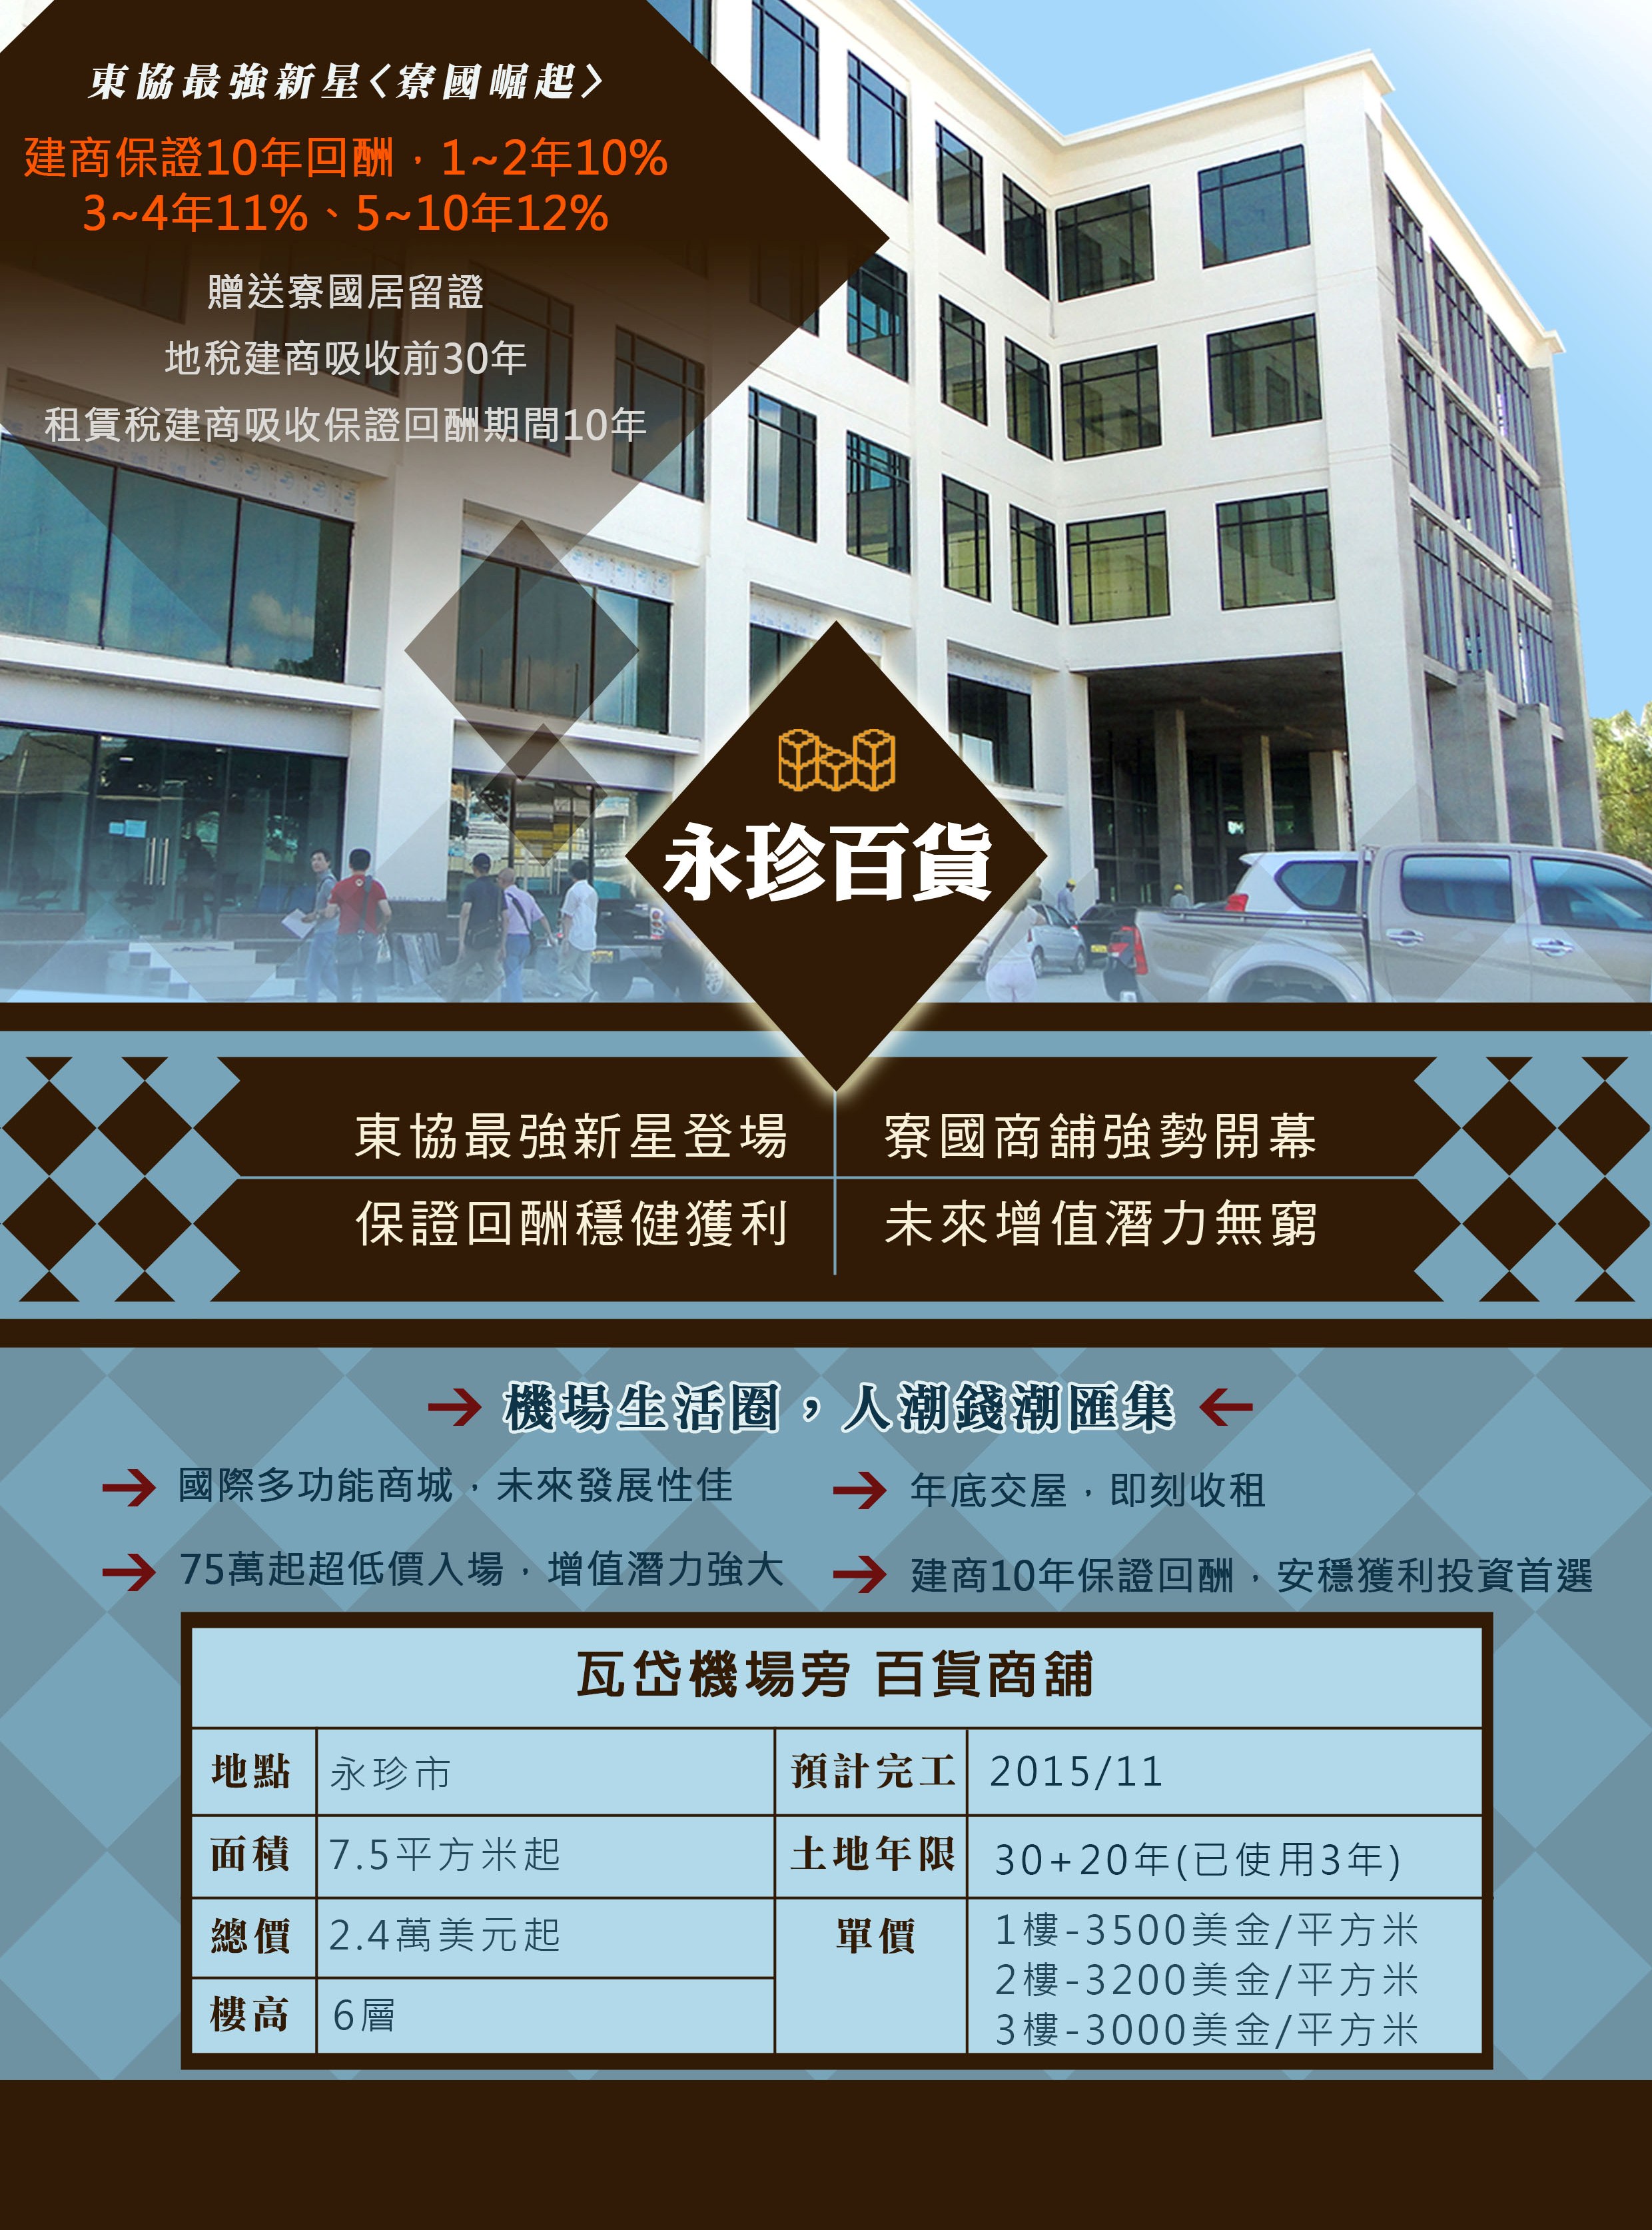 東協最強新星〈寮國崛起〉
建商保證10年回酬，1~2年10%
3~4年11%、5~10年12%
贈送寮國居留證
地稅建商吸收前30年
租賃稅建商吸收保證回酬期間10年
永珍百貨
東協最強新星登場 寮國商舖強勢開幕
保證回酬穩健獲利 未來增值潛力無窮
機場生活圈，人潮錢潮匯集
國際多功能商城，未來發展性佳
年底交屋，即刻收租
75萬起超低價入場，增值潛力強大
建商10年保證回酬，安穩獲利投資首選
瓦岱機場旁 百貨商舖
地點 永珍市 預計完工 2015/11
面積 7.5平方米起 土地年限 30+20年(已使用3年)
總價 2.4萬美元起 單價 1樓-3500美金/平方米
2樓-3200美金/平方米
樓高 6層 3樓-3000美金/平方米